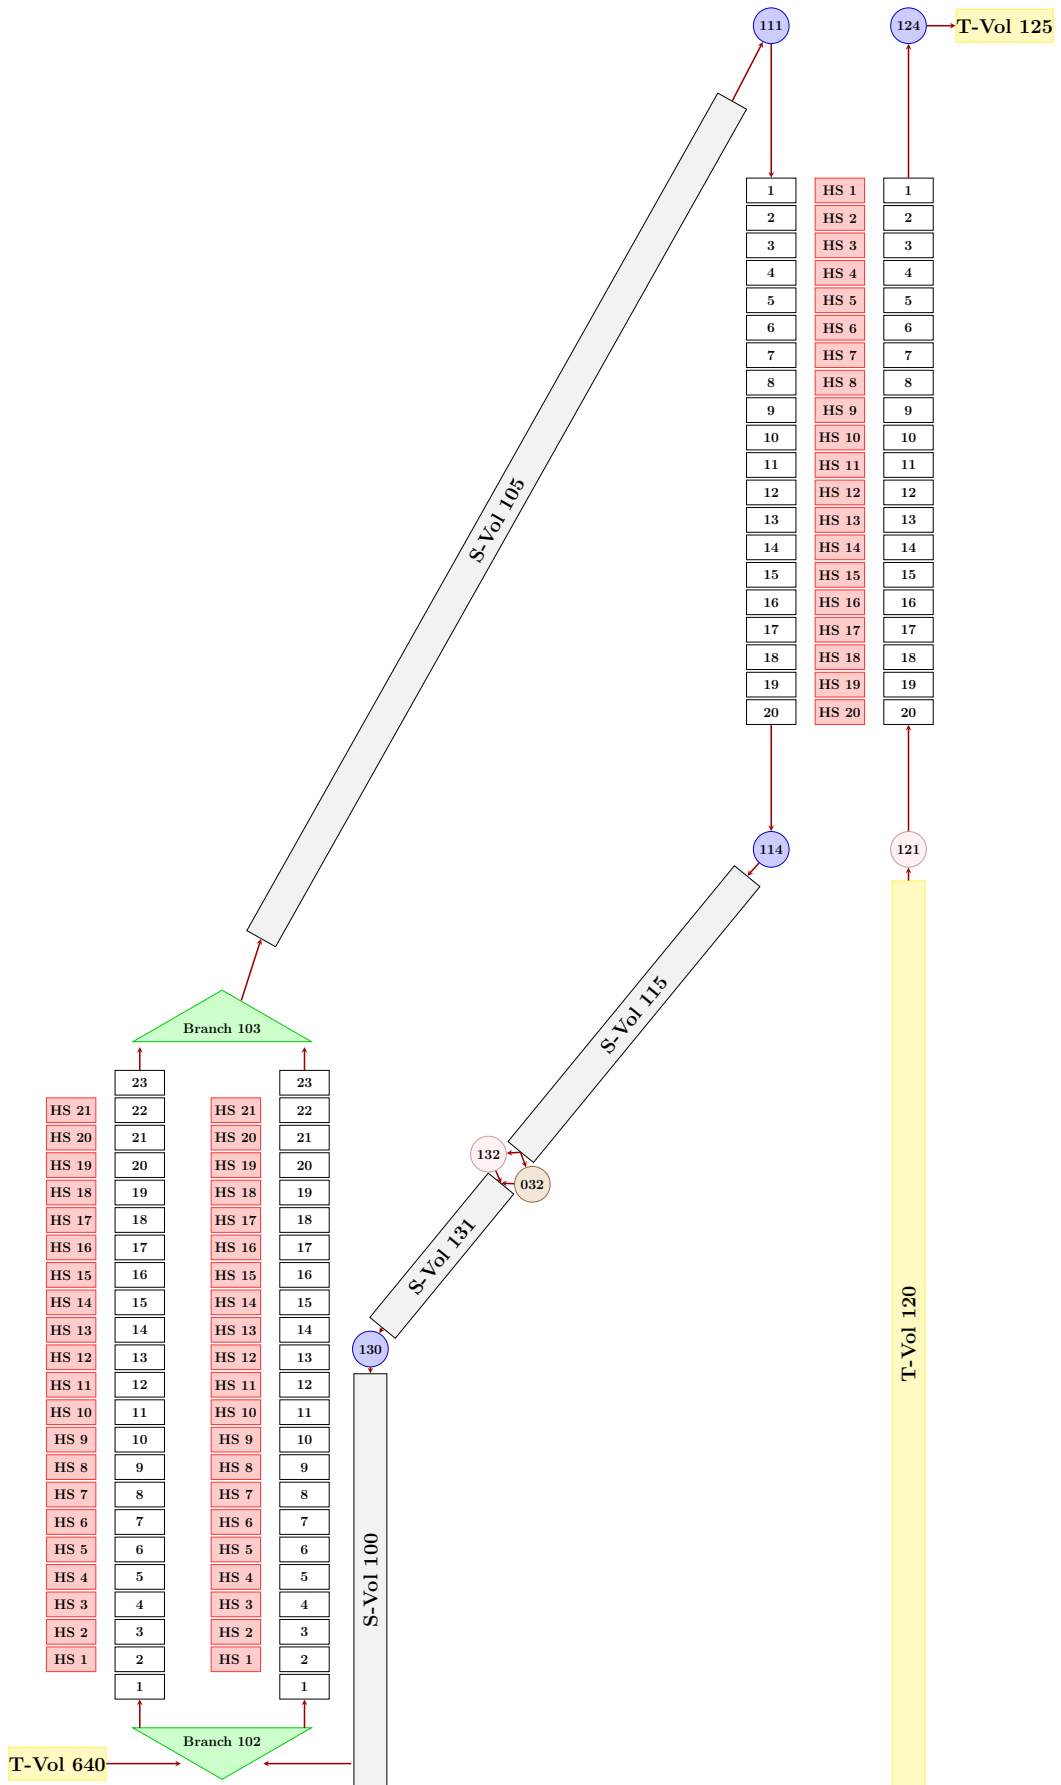 111
124
T-Vol 125
1 HS 1 1
2 HS 2 2
3 HS 3 3
4 HS 4 4
5 HS 5 5
6 HS 6 6
7 HS 7 7
8 HS 8 8
9 HS 9 9
10 HS 10 10
11 HS 11 11
12 HS 12 12
13 HS 13 13
14 HS 14 14
15 HS 15 15
16 HS 16 16
17 HS 17 17
18 HS 18 18
19 HS 19 19
20 HS 20 20
S-Vol 105
114
121
S-Vol 115
Branch 103
23 23
HS 21 22 HS 21 22
HS 20 21 HS 20 21
HS 19 20 HS 19 20
HS 18 19 HS 18 19
HS 17 18 HS 17 18
HS 16 17 HS 16 17
HS 15 16 HS 15 16
HS 14 15 HS 14 15
HS 13 14 HS 13 14
HS 12 13 HS 12 13
HS 11 12 HS 11 12
HS 10 11 HS 10 11
HS 9 10 HS 9 10
HS 8 9 HS 8 9
HS 7 8 HS 7 8
HS 6 7 HS 6 7
HS 5 6 HS 5 6
HS 4 5 HS 4 5
HS 3 4 HS 3 4
HS 2 3 HS 2 3
HS 1 2 HS 1 2
1 1
132
032
S-Vol 131
130
S-Vol 100
T-Vol 120
Branch 102
T-Vol 640